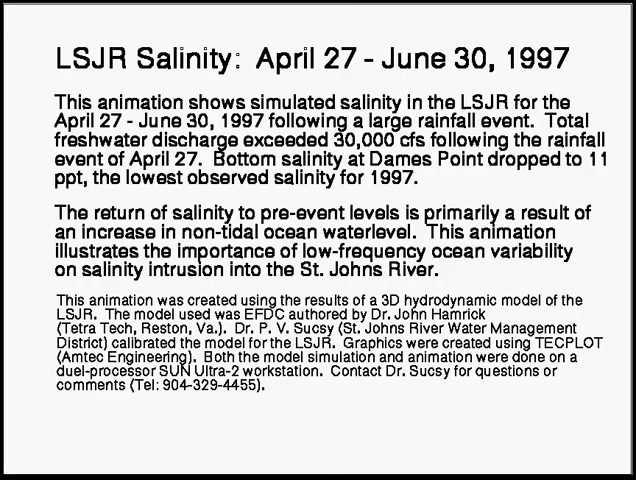 LSJR Salinity:  April 27 - June 30, 1997
This animation shows simulated salinity in the LSJR for the
April 27 - June 30, 1997 following a large rainfall event.  Total
freshwater discharge exceeded 30,000 cfs following the rainfall
event of April 27.  Bottom salinity at Dames Point dropped to 11
ppt, the lowest observed salinity for 1997.
The return of salinity to pre-event levels is primarily a result of
an increase in non-tidal ocean waterlevel.  This animation
illustrates the importance of low-frequency ocean variability
on salinity intrusion into the St. Johns River.
This animation was created using the results of a 3D hydrodynamic model of the
LSJR.  The model used was EFDC authored by Dr. John Hamrick
(Tetra Tech, Reston, Va.).  Dr. P. V. Sucsy (St. Johns River Water Management
District) calibrated the model for the LSJR.  Graphics were created using TECPLOT
(Amtec Engineering).  Both the model simulation and animation were done on a
duel-processor SUN Ultra-2 workstation.  Contact Dr. Sucsy for questions or
comments (Tel: 904-329-4455).